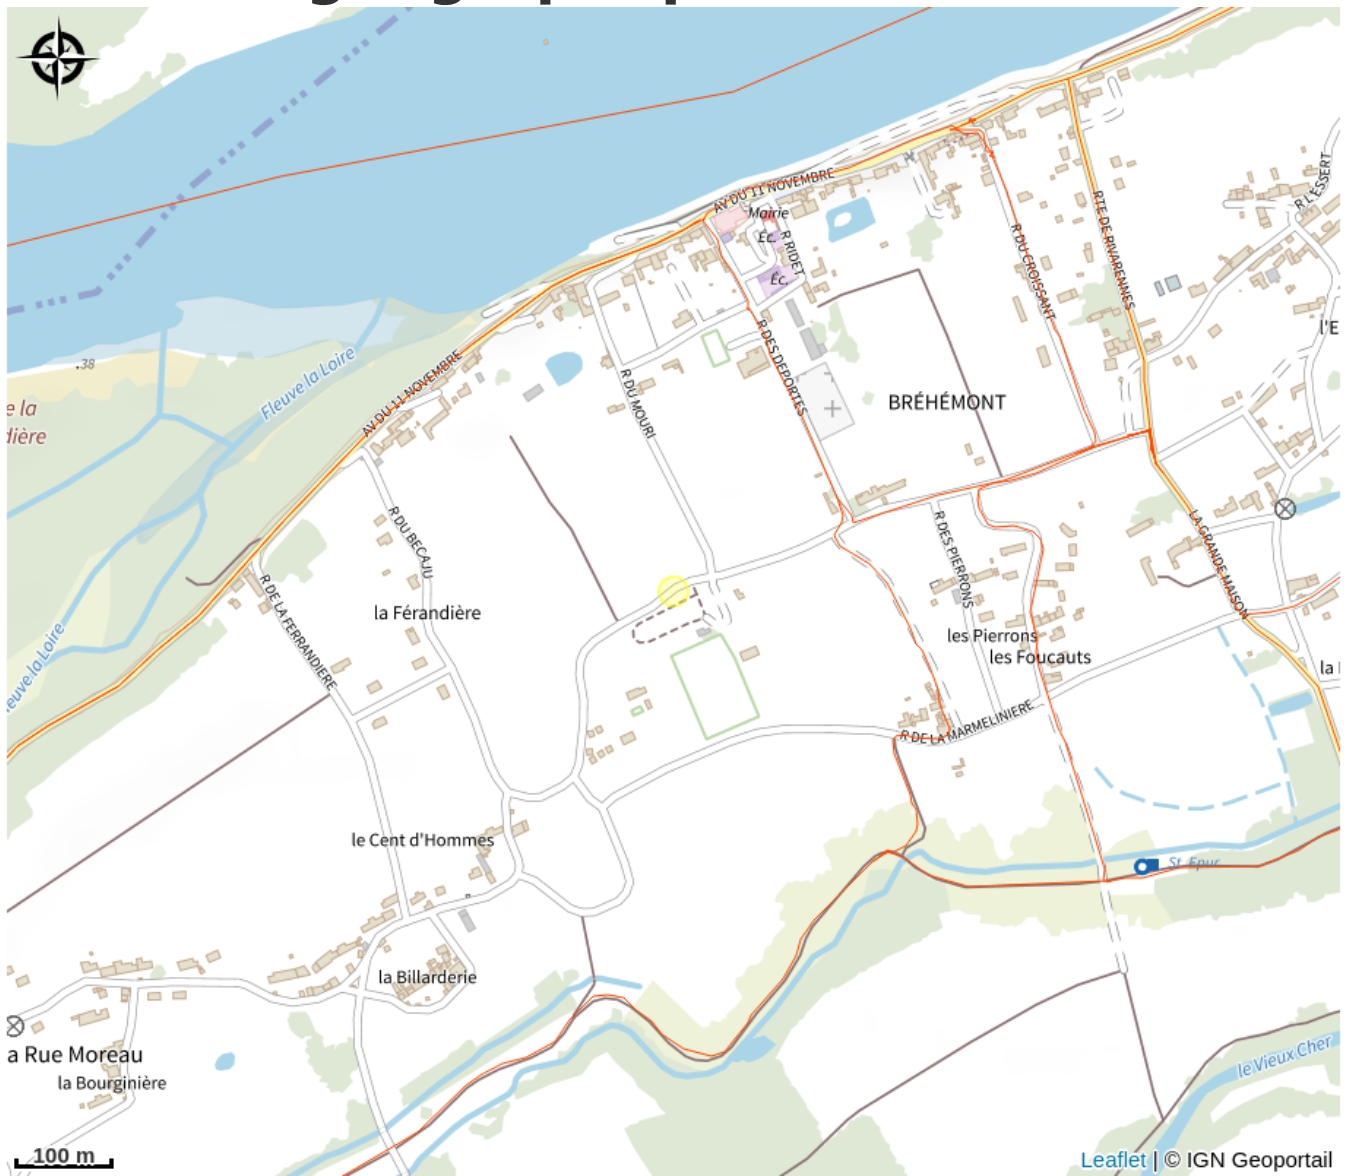 AV DU 11 NOVEMBRE
Mairie
Éc.
R RIDET
Éc.
R L'ESSERT
RTE DE RIVARENNES
R DU CROISSANT
l'E
38
Fleuve la Loire
AV DU 11 NOVEMBRE
R DU MOURI
R DES DEPORTES
BRÉHÉMONT
e la
dière
R DU BECAJU
R DES PIERRONS
LA GRANDE MAISON
R DE LA FERRANDIERE
la Férandière
les Pierrons
les Foucauts
la
euve la Loire
R DE LA MARMELINIERE
le Cent d'Hommes
St. Epur.
la Billarderie
a Rue Moreau
la Bourginière
le Vieux Cher
100 m
Leaflet | © IGN Geoportail